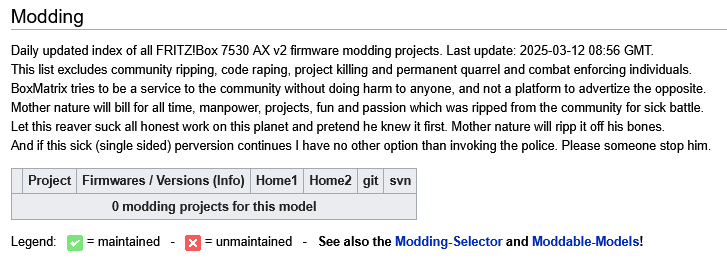 Modding
Daily updated index of all FRITZ!Box 7530 AX v2 firmware modding projects. Last update: 2025-03-12 08:56 GMT.
This list excludes community ripping, code raping, project killing and permanent quarrel and combat enforcing individuals.
BoxMatrix tries to be a service to the community without doing harm to anyone, and not a platform to advertize the opposite.
Mother nature will bill for all time, manpower, projects, fun and passion which was ripped from the community for sick battle.
Let this reaver suck all honest work on this planet and pretend he knew it first. Mother nature will ripp it off his bones.
And if this sick (single sided) perversion continues I have no other option than invoking the police. Please someone stop him.
Project Firmwares / Versions (Info) Home1 Home2 git svn
0 modding projects for this model
Legend: = maintained - = unmaintained - See also the Modding-Selector and Moddable-Models!